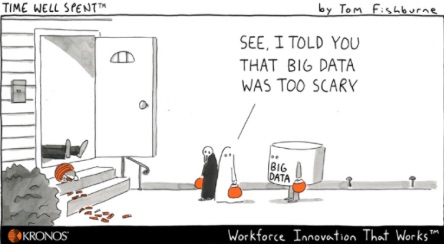 TIME WELL SPENT™
by Tom Fishburne
SEE, I TOLD YOU
THAT BIG DATA
WAS TOO SCARY
BIG
DATA
KRONOS®
Workforce Innovation That Works™